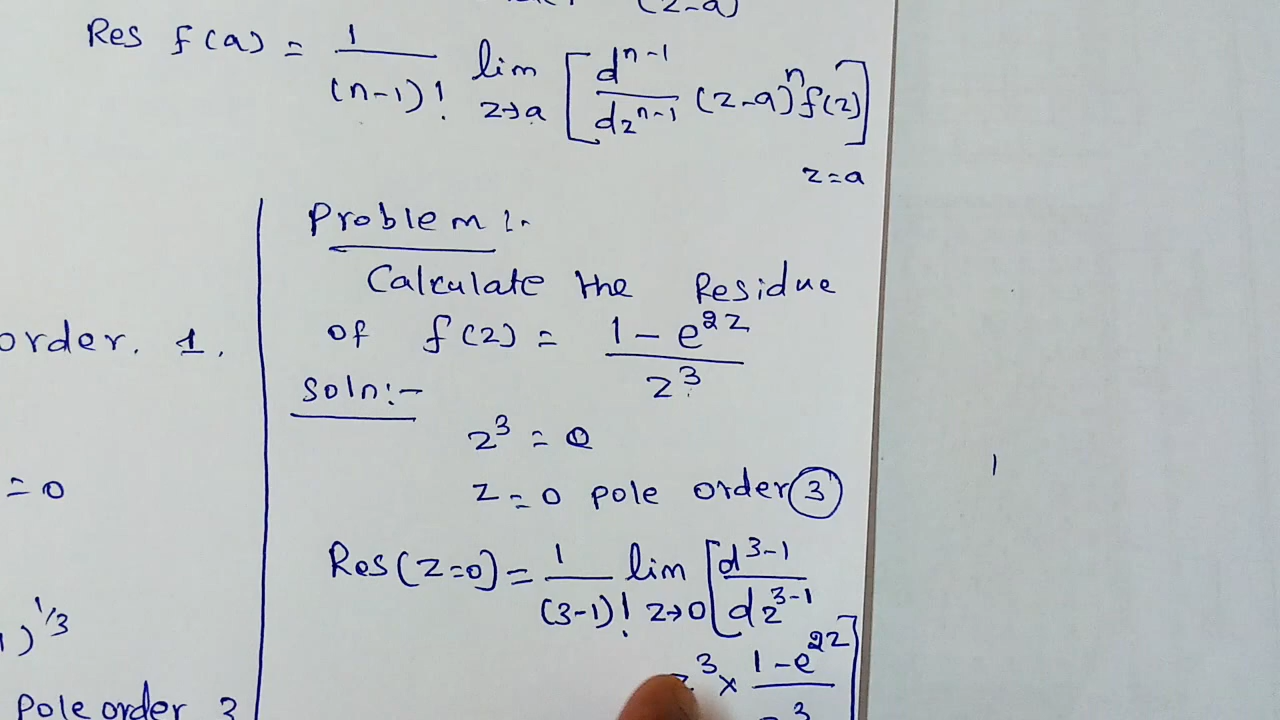 (z-a)
Res f(a) = 1/(n-1)! lim z→a [d^n-1/dz^n-1 (z-a)^n f(z)]
z=a
Problem:-
Calculate the Residue
order. 1.
of f(z) = 1-e^2z/z^3
Soln:-
z^3 = 0
=0
z=0 pole order 3
Res(z=0) = 1/(3-1)! lim z→0 [d^3-1/dz^3-1
)^1/3
z^3 × 1-e^2z/z^3]
Pole order 3